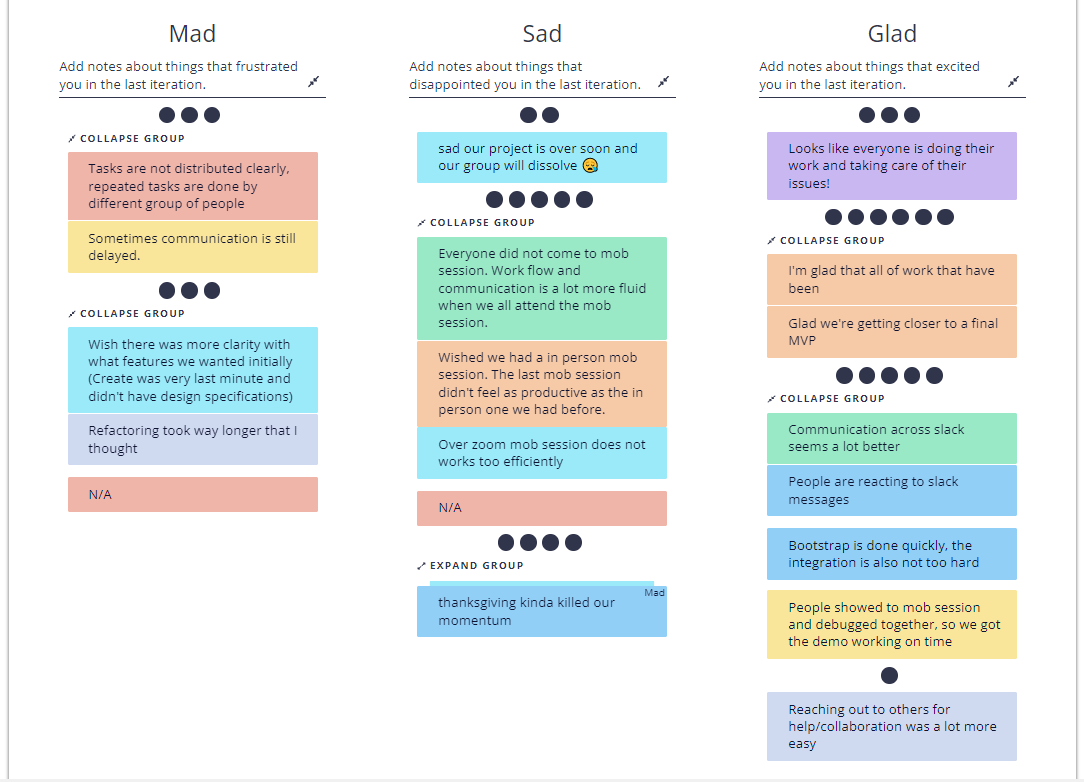 Mad
Add notes about things that frustrated
you in the last iteration.
COLLAPSE GROUP
Tasks are not distributed clearly,
repeated tasks are done by
different group of people
Sometimes communication is still
delayed.
COLLAPSE GROUP
Wish there was more clarity with
what features we wanted initially
(Create was very last minute and
didn't have design specifications)
Refactoring took way longer that I
thought
N/A
Sad
Add notes about things that
disappointed you in the last iteration.
sad our project is over soon and
our group will dissolve 😪
COLLAPSE GROUP
Everyone did not come to mob
session. Work flow and
communication is a lot more fluid
when we all attend the mob
session.
Wished we had a in person mob
session. The last mob session
didn't feel as productive as the in
person one we had before.
Over zoom mob session does not
works too efficiently
N/A
EXPAND GROUP
Mad
thanksgiving kinda killed our
momentum
Glad
Add notes about things that excited
you in the last iteration.
Looks like everyone is doing their
work and taking care of their
issues!
COLLAPSE GROUP
I'm glad that all of work that have
been
Glad we're getting closer to a final
MVP
COLLAPSE GROUP
Communication across slack
seems a lot better
People are reacting to slack
messages
Bootstrap is done quickly, the
integration is also not too hard
People showed to mob session
and debugged together, so we got
the demo working on time
Reaching out to others for
help/collaboration was a lot more
easy